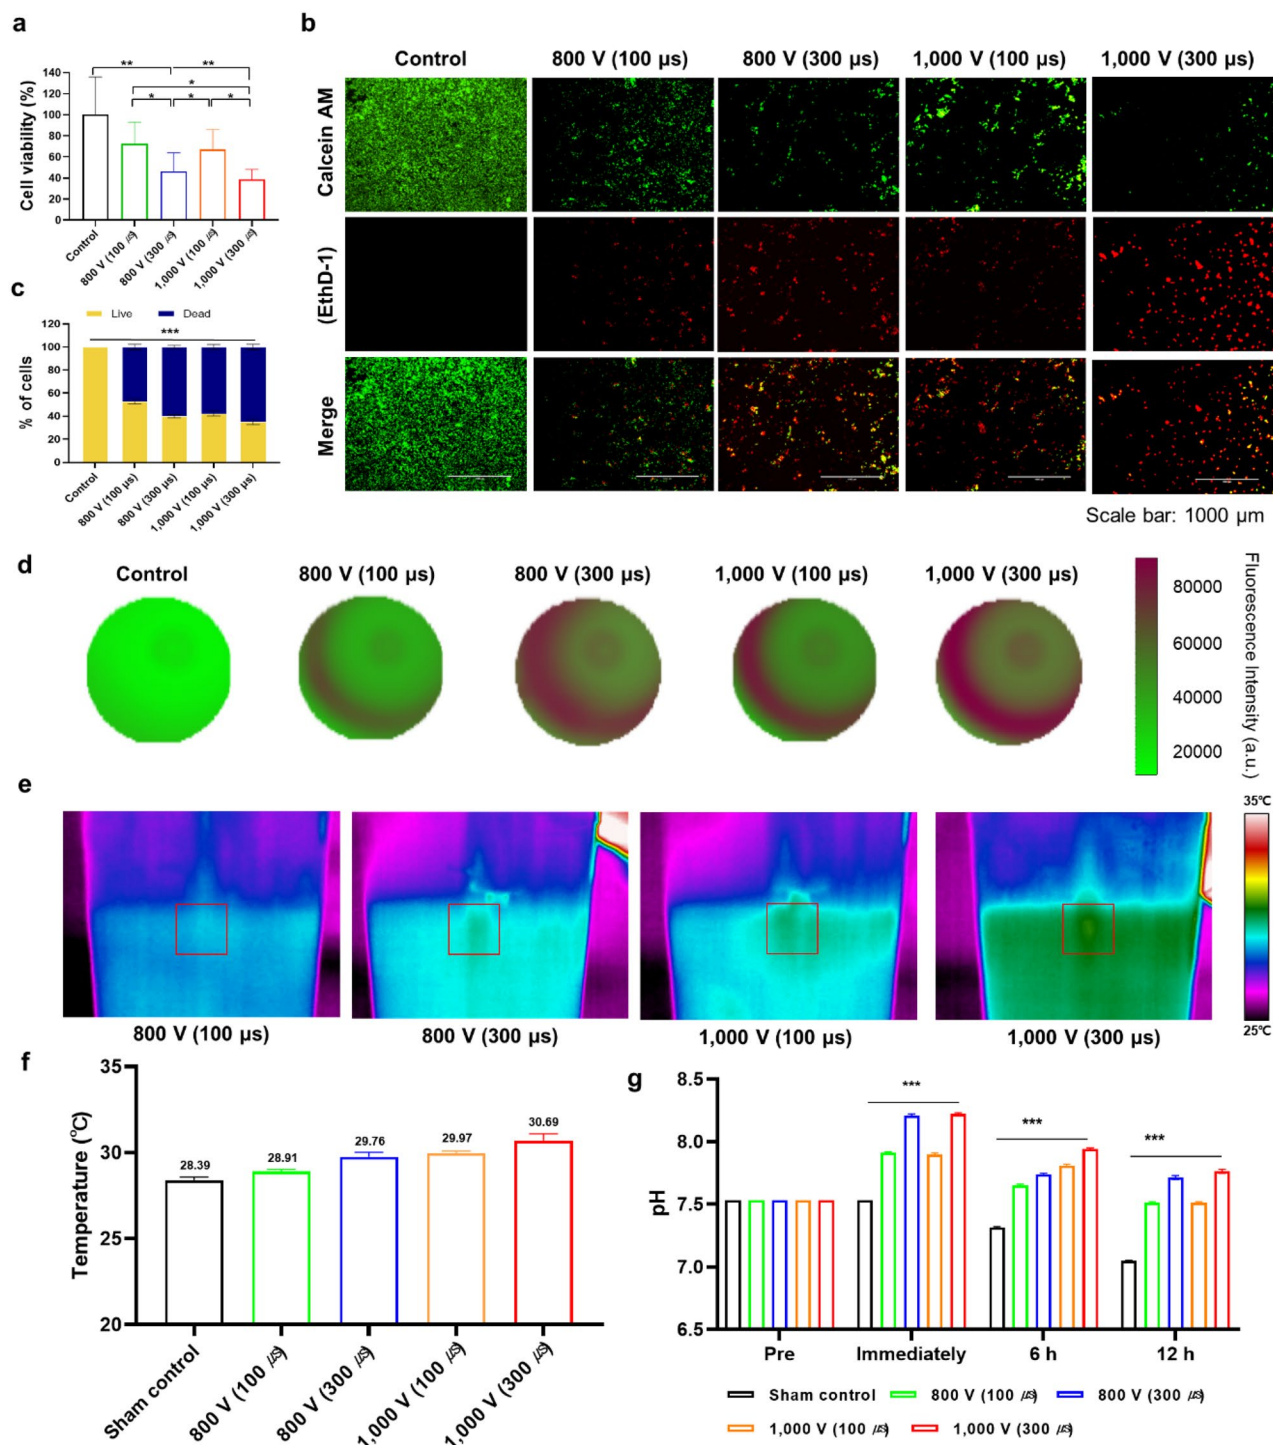 a
**
**
*
*
*
*
Cell viability (%)
140
120
100
80
60
40
20
0
Control
800 V (100 ㎲)
800 V (300 ㎲)
1,000 V (100 ㎲)
1,000 V (300 ㎲)
b
Control
800 V (100 μs)
800 V (300 μs)
1,000 V (100 μs)
1,000 V (300 μs)
Calcein AM
(EthD-1)
Merge
Scale bar: 1000 μm
c
Live
Dead
***
% of cells
120
100
80
60
40
20
0
Control
800 V (100 μs)
800 V (300 μs)
1,000 V (100 μs)
1,000 V (300 μs)
d
Control
800 V (100 μs)
800 V (300 μs)
1,000 V (100 μs)
1,000 V (300 μs)
80000
60000
40000
20000
Fluorescence Intensity (a.u.)
e
35℃
25℃
800 V (100 μs)
800 V (300 μs)
1,000 V (100 μs)
1,000 V (300 μs)
f
Temperature (℃)
35
30
25
20
28.39
28.91
29.76
29.97
30.69
Sham control
800 V (100 ㎲)
800 V (300 ㎲)
1,000 V (100 ㎲)
1,000 V (300 ㎲)
g
pH
8.5
8.0
7.5
7.0
6.5
***
***
***
Pre
Immediately
6 h
12 h
Sham control
800 V (100 ㎲)
800 V (300 ㎲)
1,000 V (100 ㎲)
1,000 V (300 ㎲)